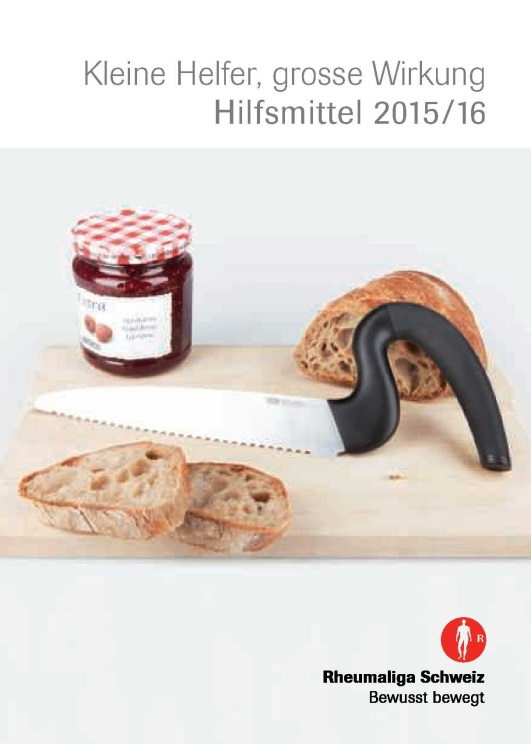 Kleine Helfer, grosse Wirkung
Hilfsmittel 2015/16
R
Rheumaliga Schweiz
Bewusst bewegt